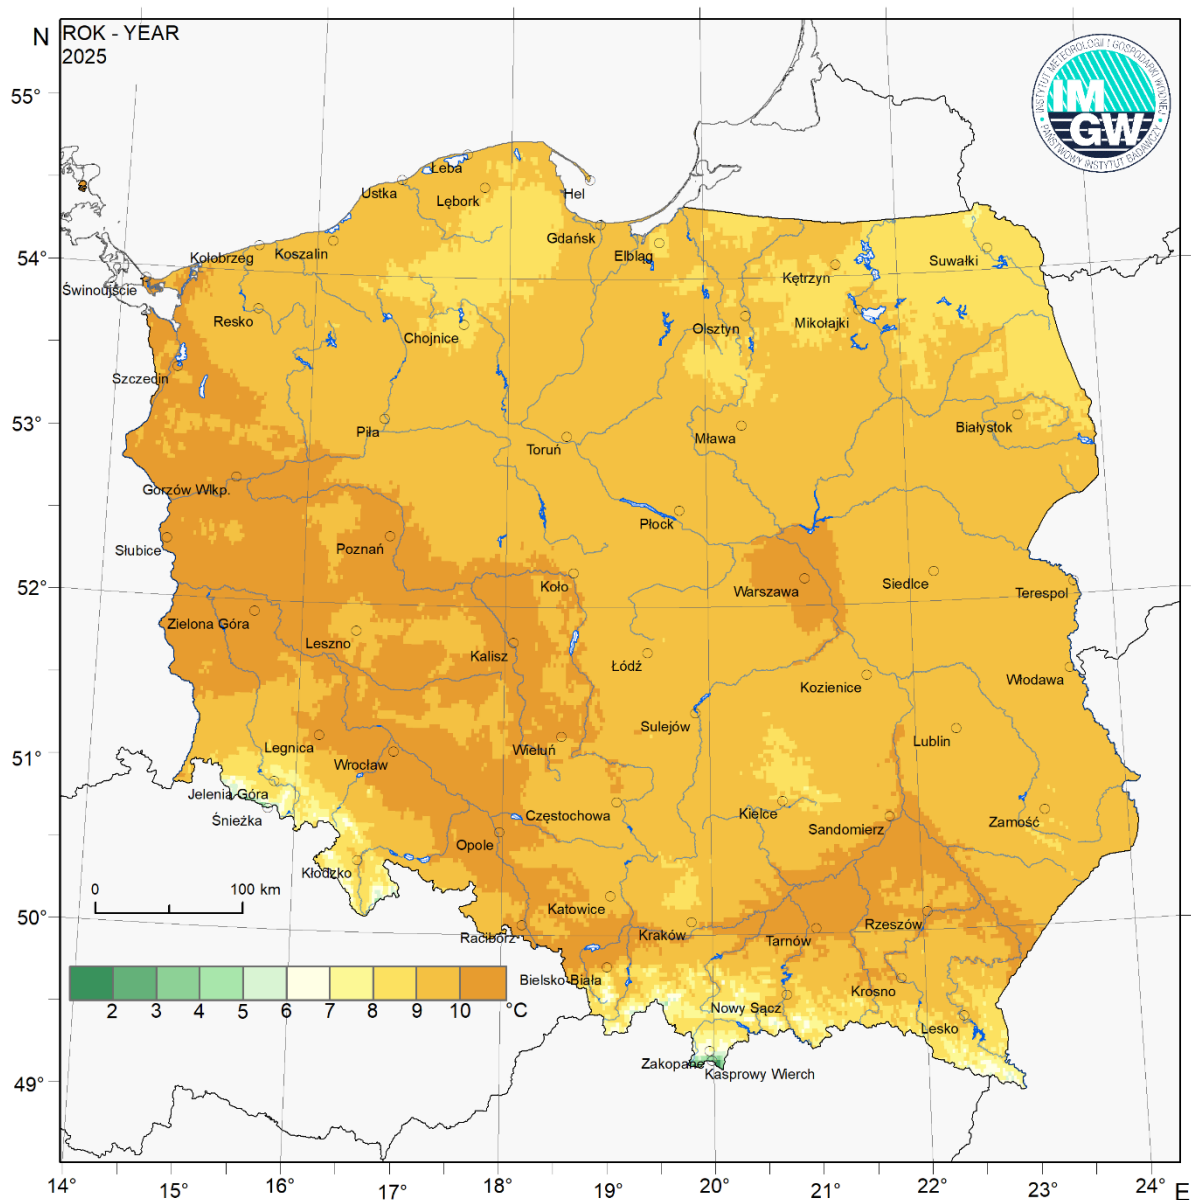 ROK - YEAR
2025
N
INSTYTUT METEOROLOGII I GOSPODARKI WODNEJ
PAŃSTWOWY INSTYTUT BADAWCZY
IM
GW
55°
54°
53°
52°
51°
50°
49°
Łeba
Ustka
Lębork
Hel
Gdańsk
Elbląg
Kołobrzeg
Koszalin
Suwałki
Kętrzyn
Świnoujście
Resko
Chojnice
Olsztyn
Mikołajki
Szczecin
Piła
Toruń
Mława
Białystok
Gorzów Wlkp.
Płock
Słubice
Poznań
Koło
Warszawa
Siedlce
Terespol
Zielona Góra
Leszno
Kalisz
Łódź
Kozienice
Włodawa
Sulejów
Legnica
Wrocław
Wieluń
Lublin
Jelenia Góra
Śnieżka
Częstochowa
Kielce
Sandomierz
Zamość
Opole
Kłodzko
0 100 km
Katowice
Racibórz
Kraków
Tarnów
Rzeszów
Bielsko-Biała
Nowy Sącz
Krosno
Lesko
Zakopane
Kasprowy Wierch
2 3 4 5 6 7 8 9 10 °C
14° 15° 16° 17° 18° 19° 20° 21° 22° 23° 24° E